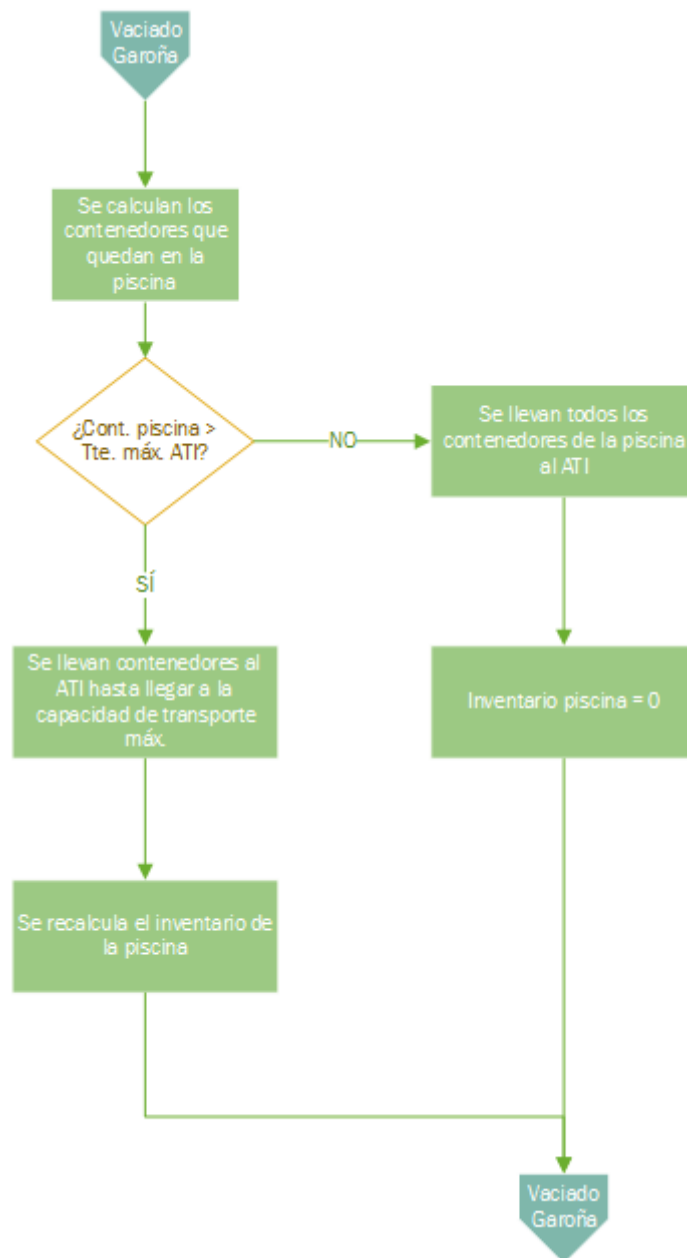 Vaciado
Garoña
Se calculan los
contenedores que
quedan en la
piscina
¿Cont. piscina >
Tte. máx. ATI?
NO
Se llevan todos los
contenedores de la piscina
al ATI
SÍ
Se llevan contenedores al
ATI hasta llegar a la
capacidad de transporte
máx.
Inventario piscina = 0
Se recalcula el inventario de
la piscina
Vaciado
Garoña